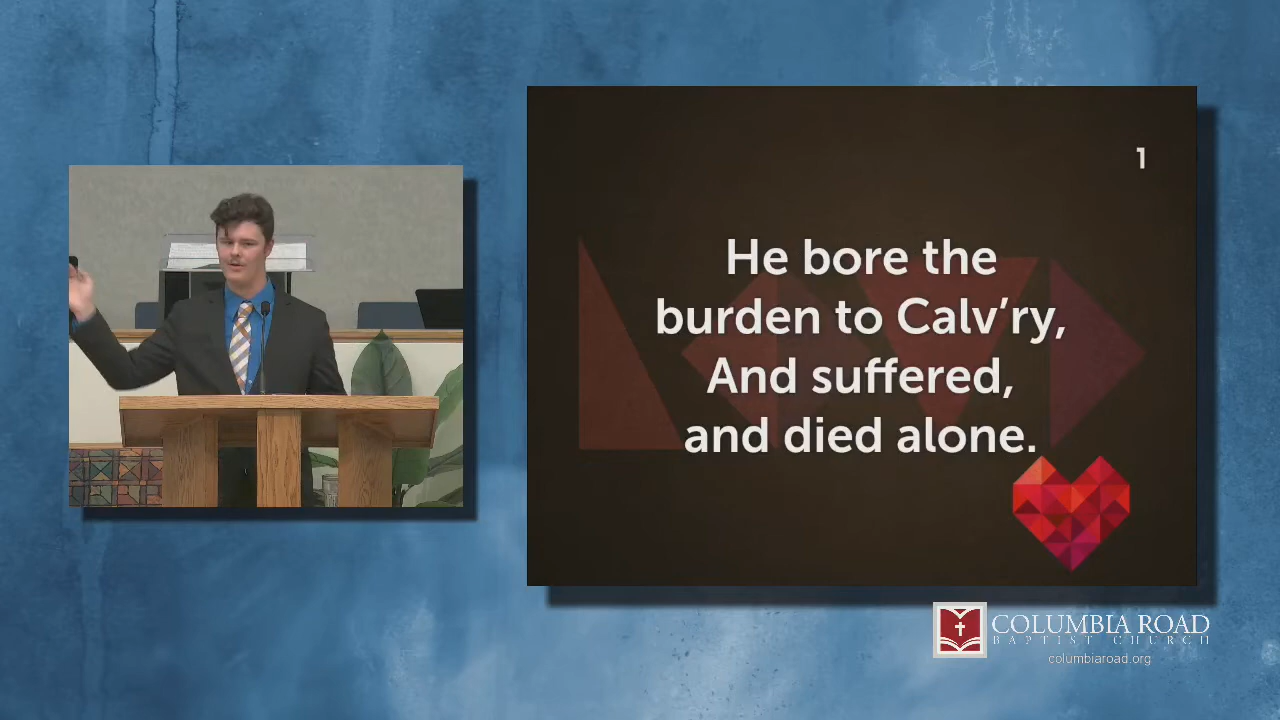 1
He bore the
burden to Calv’ry,
And suffered,
and died alone.
COLUMBIA ROAD
BAPTIST CHURCH
columbiaroad.org